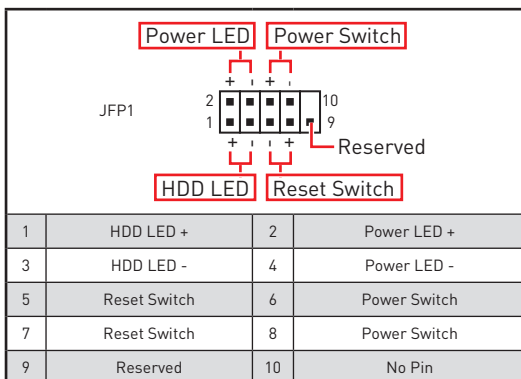 Power LED Power Switch
+ - + -
JFP1
2 10
1 9
+ - - +
Reserved
HDD LED Reset Switch
1 HDD LED + 2 Power LED +
3 HDD LED - 4 Power LED -
5 Reset Switch 6 Power Switch
7 Reset Switch 8 Power Switch
9 Reserved 10 No Pin